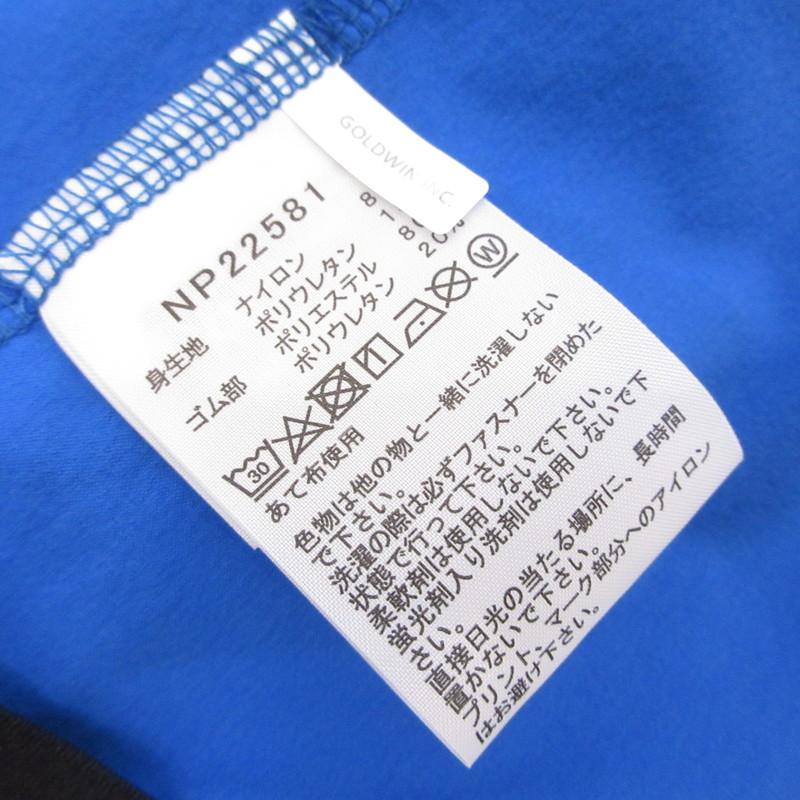 GOLDWIN INC.
NP22581
身生地 ナイロン 8
ポリウレタン 1
ゴム部 ポリエステル 8
ポリウレタン 20%
30 W
あて布使用
色物は他の物と一緒に洗濯しない
で下さい。
洗濯の際は必ずファスナーを閉めた
状態で行って下さい。
柔軟剤は使用しないで下さい。
蛍光剤入り洗剤は使用しないで下
さい。
直接日光の当たる場所に、長時間
置かないで下さい。
プリント、マーク部分へのアイロン
はお避け下さい。